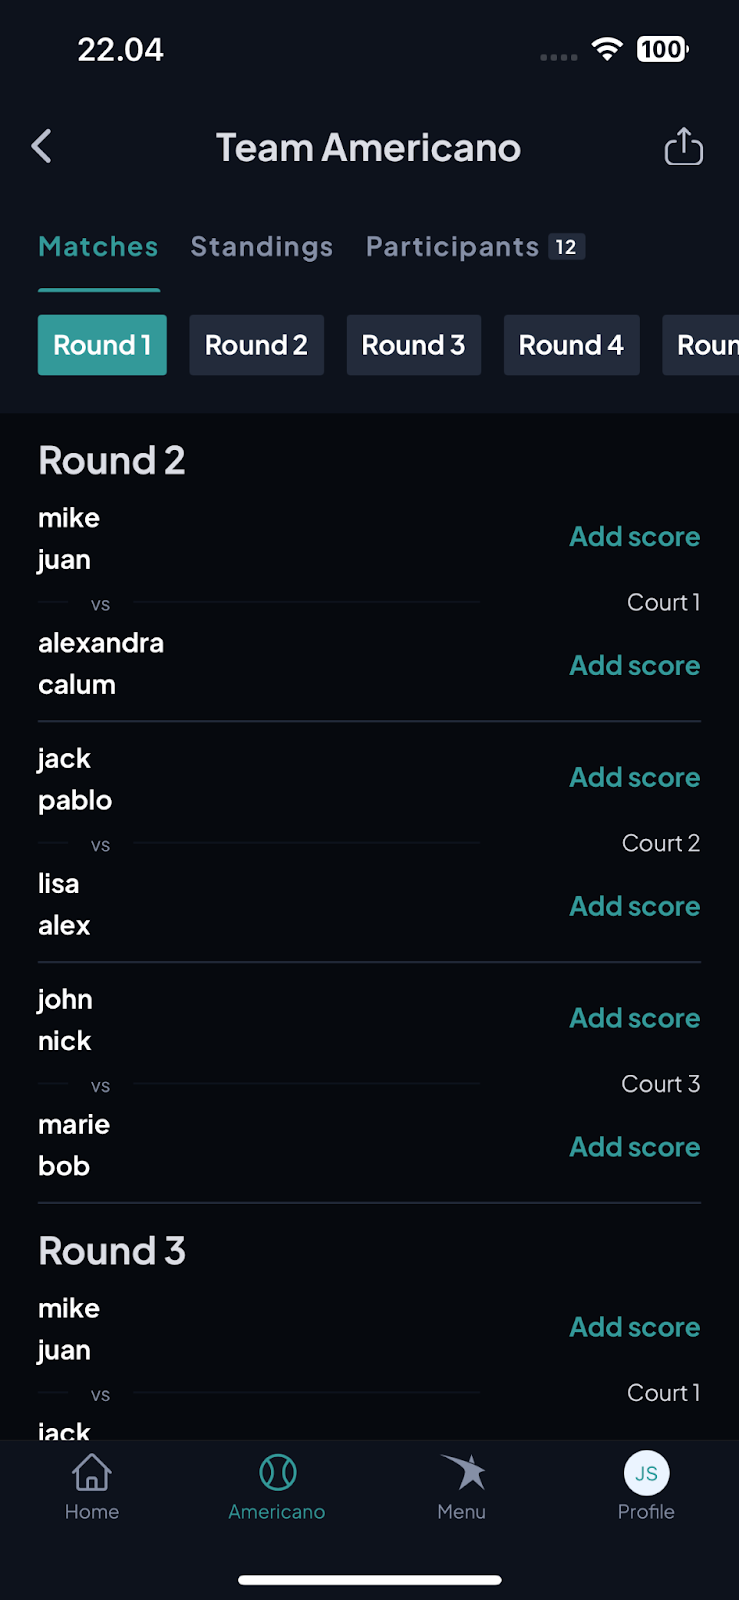 22.04
100
Team Americano
Matches Standings Participants 12
Round 1 Round 2 Round 3 Round 4 Roun
Round 2
mike
juan
Add score
vs
Court 1
alexandra
calum
Add score
jack
pablo
Add score
vs
Court 2
lisa
alex
Add score
john
nick
Add score
vs
Court 3
marie
bob
Add score
Round 3
mike
juan
Add score
vs
Court 1
jack
JS
Home Americano Menu Profile